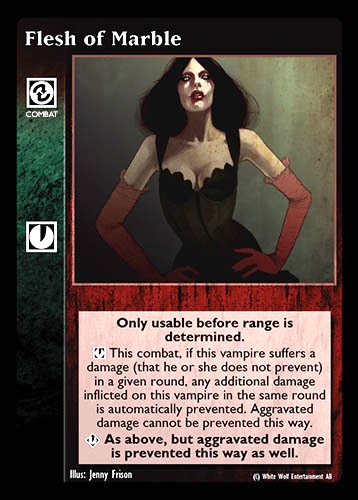 Flesh of Marble
COMBAT
Only usable before range is
determined.
This combat, if this vampire suffers a
damage (that he or she does not prevent)
in a given round, any additional damage
inflicted on this vampire in the same round
is automatically prevented. Aggravated
damage cannot be prevented this way.
As above, but aggravated damage
is prevented this way as well.
Illus: Jenny Frison
(C) White Wolf Entertainment AB